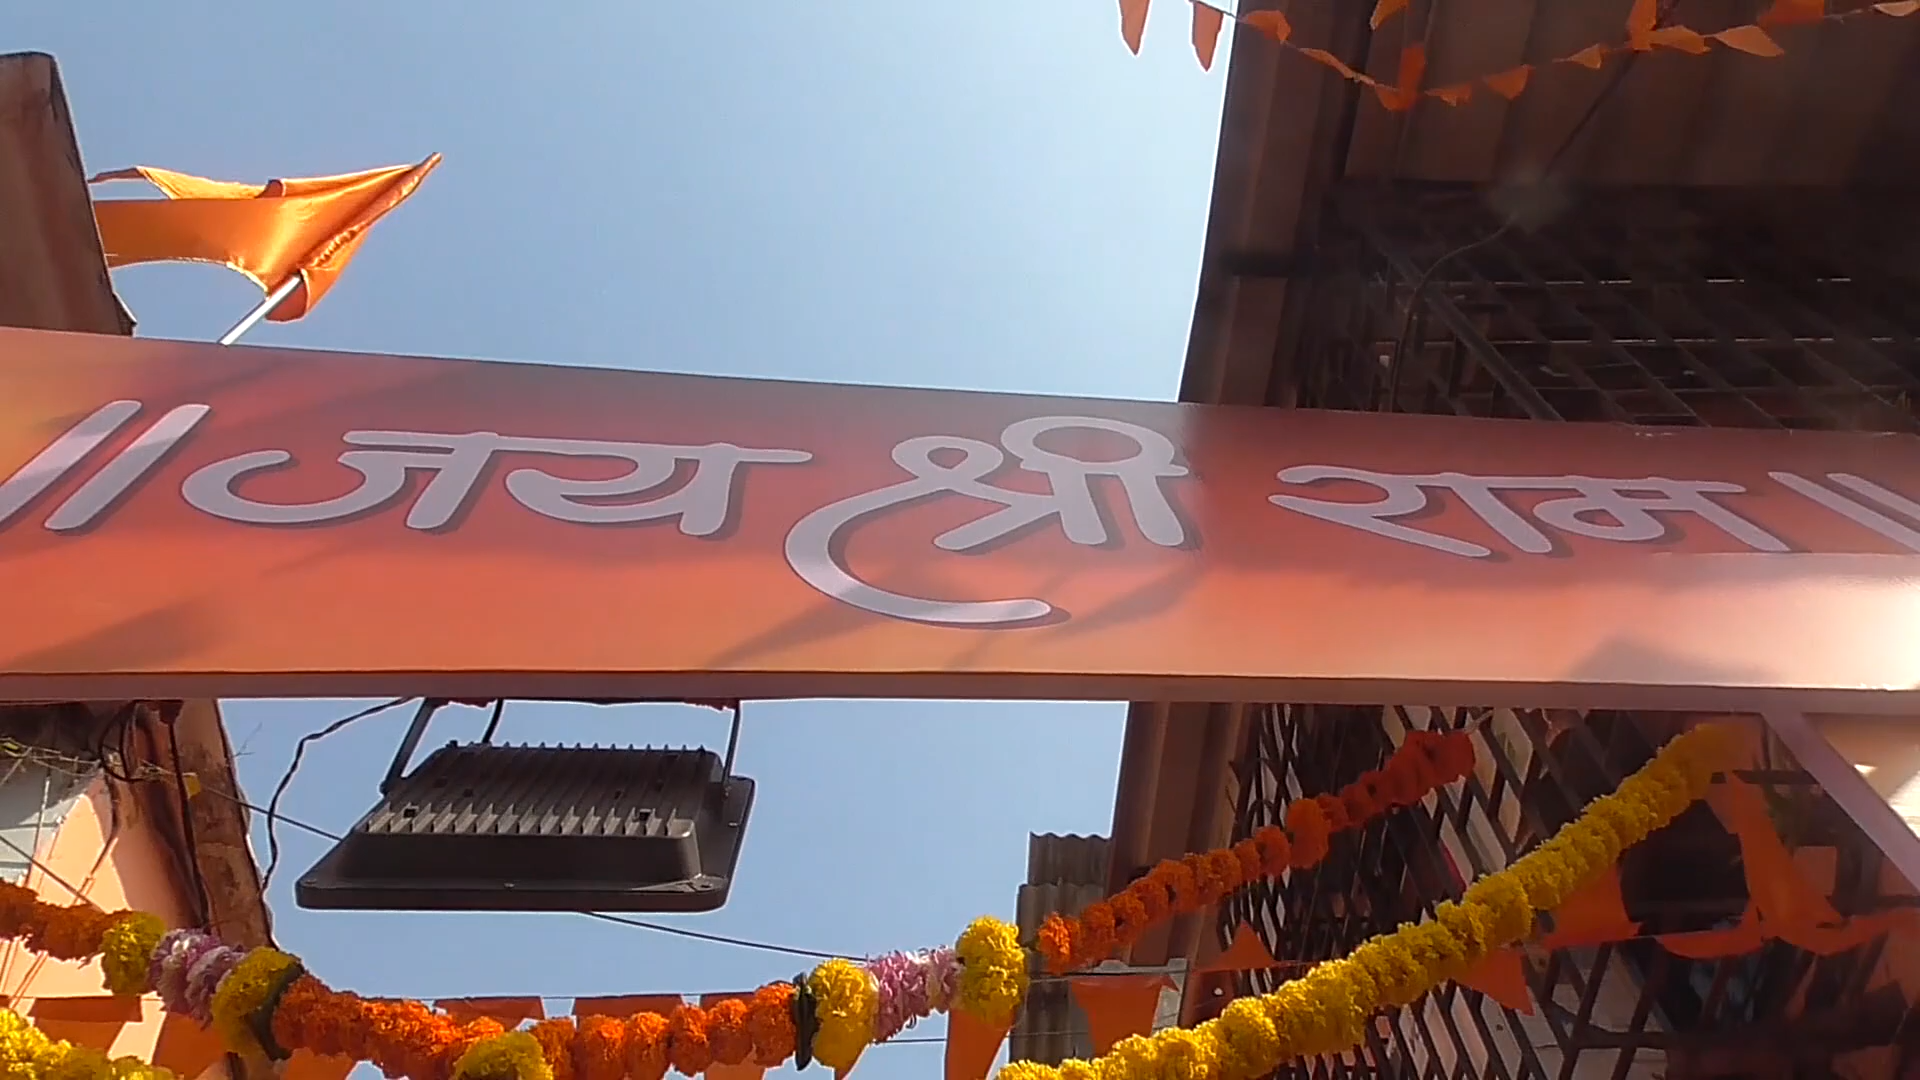 ॥ जय श्री राम ॥